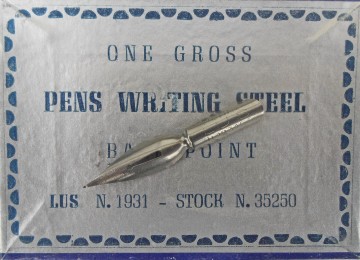 ONE GROSS
PENS WRITING STEEL
POINT
LUS N. 1931 - STOCK N. 35250